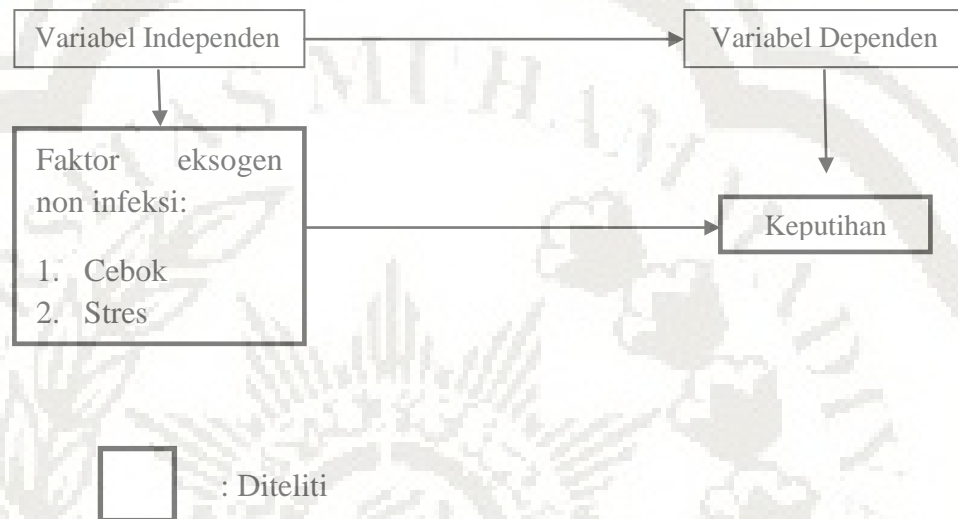 Variabel Independen
Variabel Dependen
Faktor eksogen
non infeksi:
1. Cebok
2. Stres
Keputihan
: Diteliti